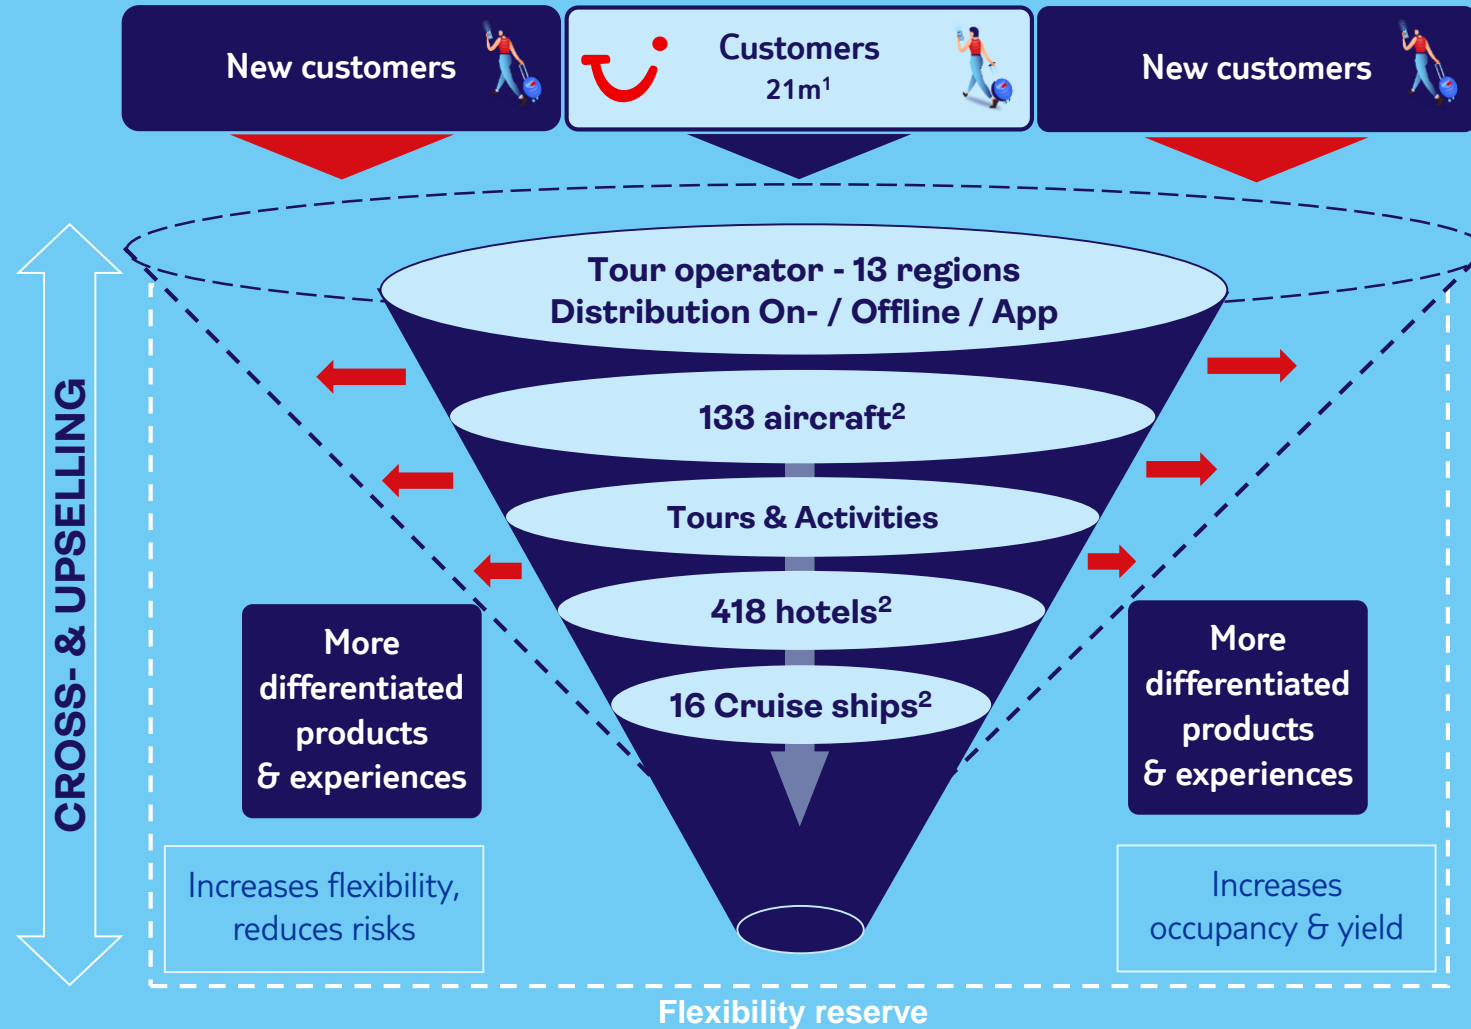 New customers
Customers
21m¹
New customers
Tour operator - 13 regions
Distribution On- / Offline / App
133 aircraft²
Tours & Activities
418 hotels²
16 Cruise ships²
CROSS- & UPSELLING
More
differentiated
products
& experiences
More
differentiated
products
& experiences
Increases flexibility,
reduces risks
Increases
occupancy & yield
Flexibility reserve